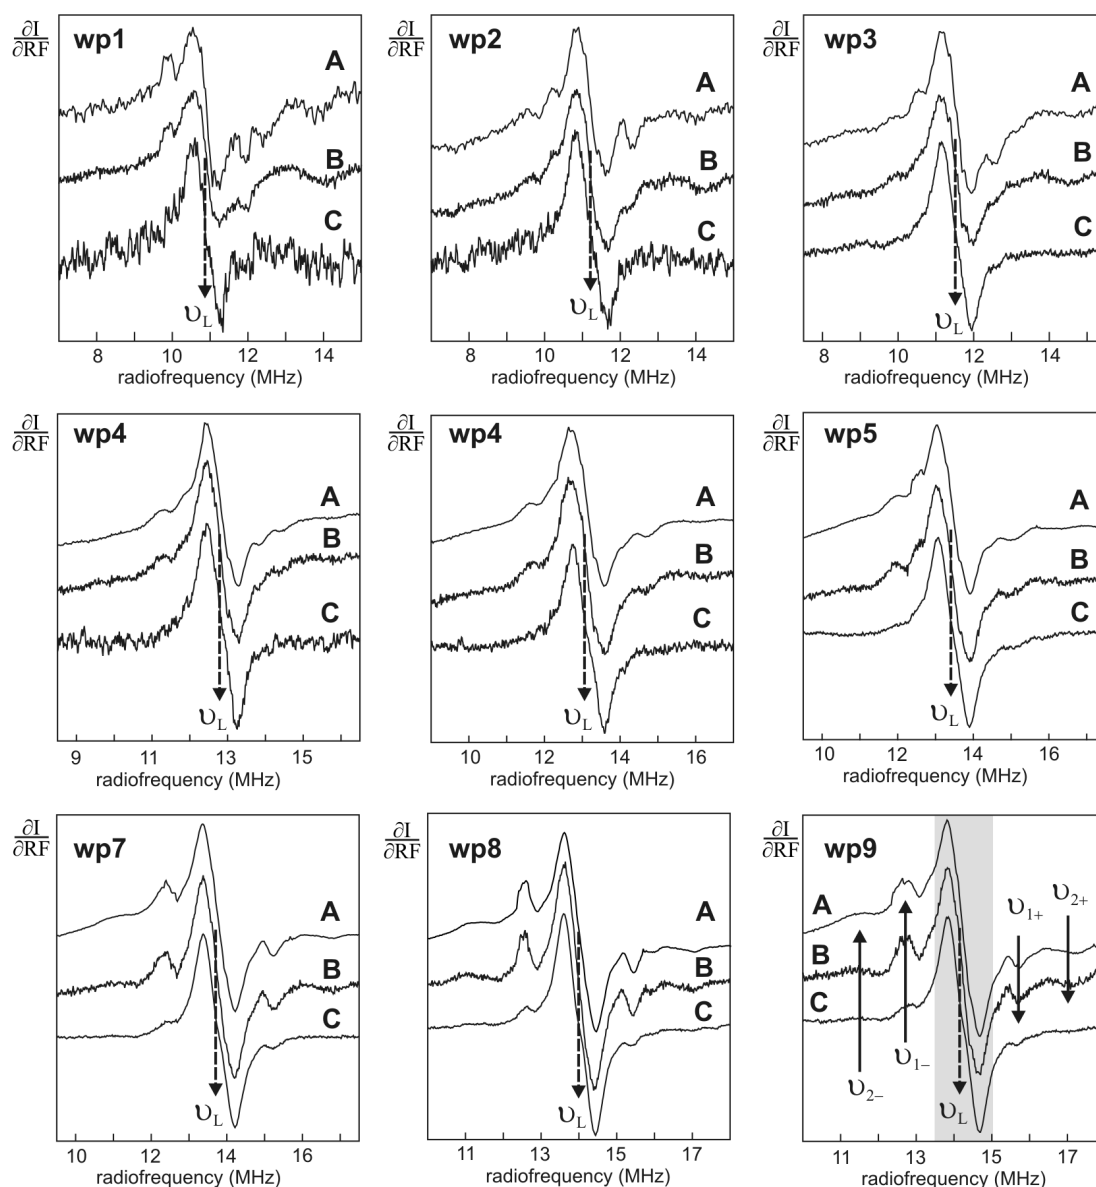 ∂I
∂RF
wp1
A
B
C
υL
8 10 12 14
radiofrequency (MHz)
∂I
∂RF
wp2
A
B
C
υL
8 10 12 14
radiofrequency (MHz)
∂I
∂RF
wp3
A
B
C
υL
9 11 13 15
radiofrequency (MHz)
∂I
∂RF
wp4
A
B
C
υL
9 11 13 15
radiofrequency (MHz)
∂I
∂RF
wp4
A
B
C
υL
10 12 14 16
radiofrequency (MHz)
∂I
∂RF
wp5
A
B
C
υL
10 12 14 16
radiofrequency (MHz)
∂I
∂RF
wp7
A
B
C
υL
10 12 14 16
radiofrequency (MHz)
∂I
∂RF
wp8
A
B
C
υL
11 13 15 17
radiofrequency (MHz)
∂I
∂RF
wp9
A
B
C
υ2+
υ1+
υ1–
υ2–
υL
11 13 15 17
radiofrequency (MHz)